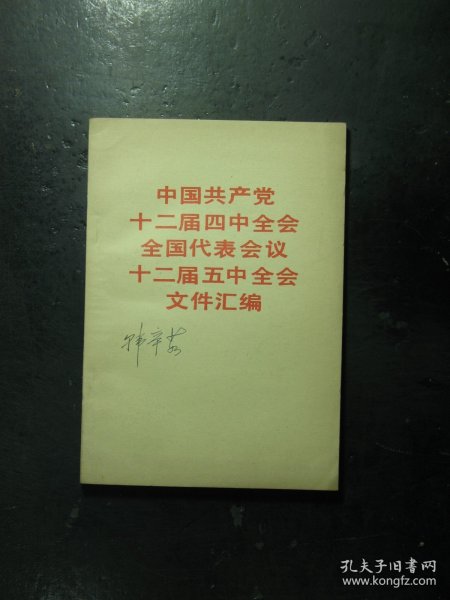 中国共产党
十二届四中全会
全国代表会议
十二届五中全会
文件汇编
孔夫子旧书网
www.kongfz.com